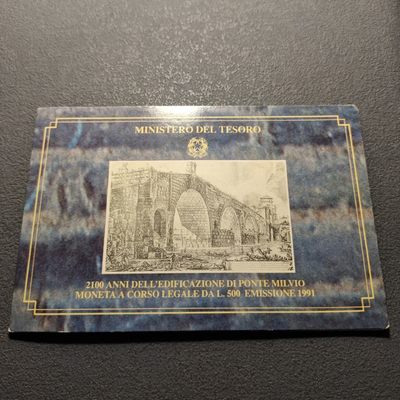 MINISTERO DEL TESORO
2100 ANNI DELL'EDIFICAZIONE DI PONTE MILVIO
MONETA A CORSO LEGALE DA L. 500 EMISSIONE 1991